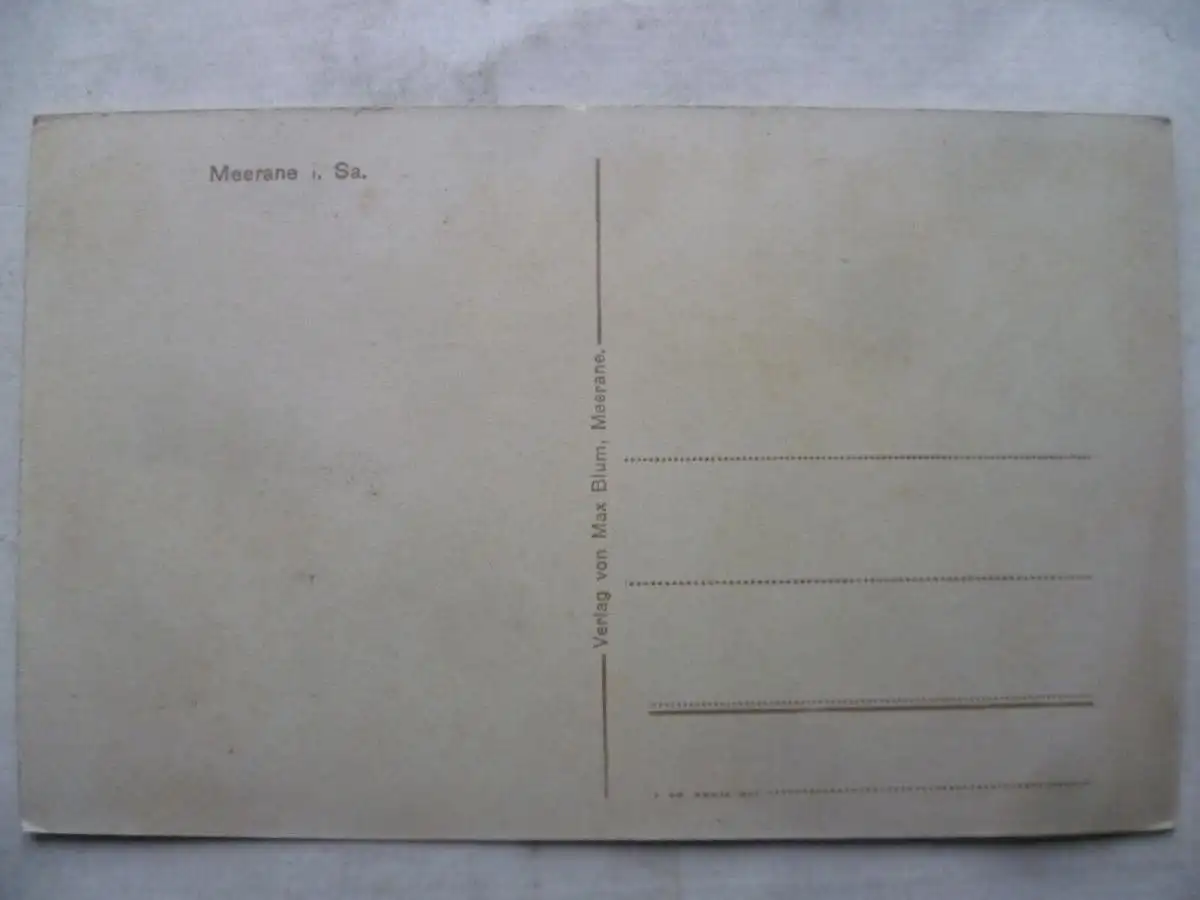 Meerane i. Sa.
Verlag von Max Blum, Meerane.